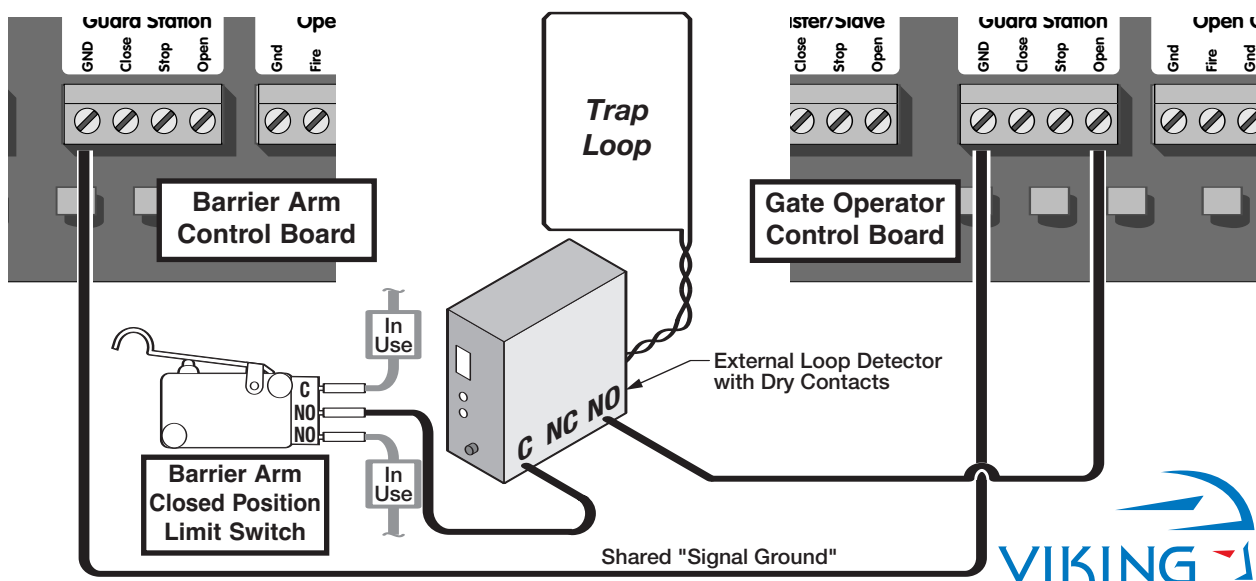 Guard Station
GND
Close
Stop
Open
Gnd
Fire
Barrier Arm
Control Board
Trap
Loop
Guard Station
Close
Stop
Open
GND
Close
Stop
Open
Gnd
Fire
Gnd
Gate Operator
Control Board
In
Use
C
NO
NO
In
Use
Barrier Arm
Closed Position
Limit Switch
C NC NO
External Loop Detector
with Dry Contacts
Shared "Signal Ground"
VIKING